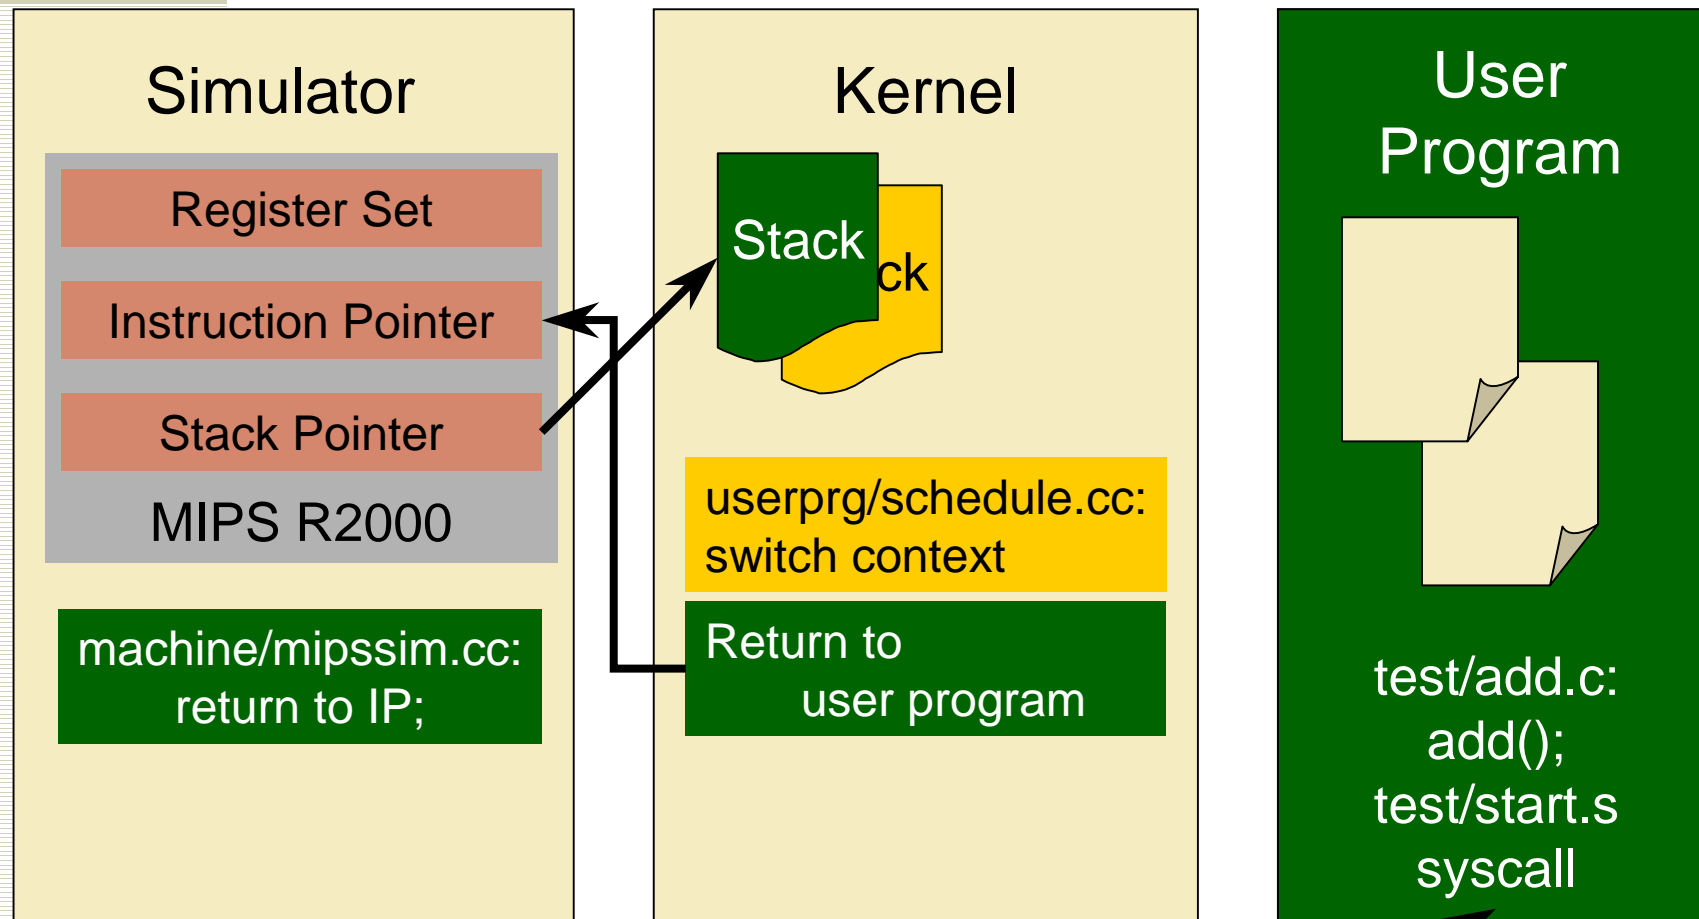 Simulator
Register Set
Instruction Pointer
Stack Pointer
MIPS R2000
machine/mipssim.cc:
return to IP;
Kernel
Stack
ck
userprg/schedule.cc:
switch context
Return to
user program
User
Program
test/add.c:
add();
test/start.s
syscall